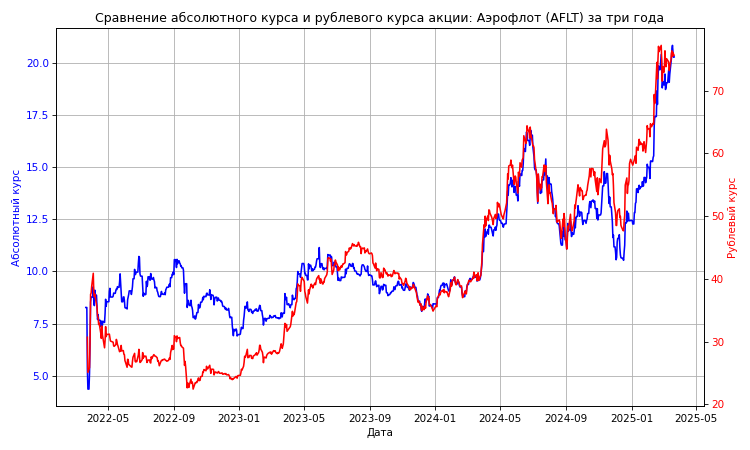 Сравнение абсолютного курса и рублевого курса акции: Аэрофлот (AFLT) за три года
Абсолютный курс
20.0
17.5
15.0
12.5
10.0
7.5
5.0
70
60
50
40
30
20
Рублевый курс
2022-05 2022-09 2023-01 2023-05 2023-09 2024-01 2024-05 2024-09 2025-01 2025-05
Дата